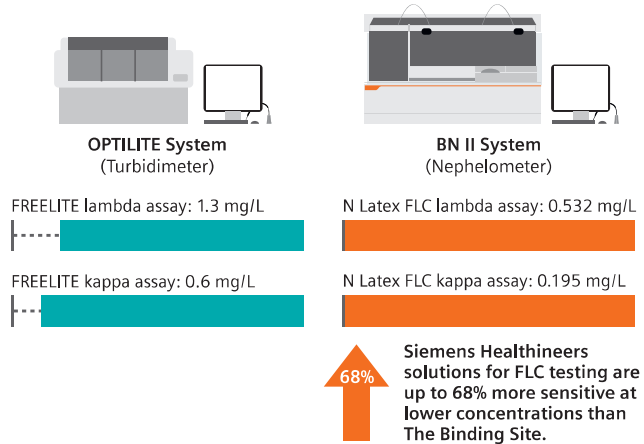 OPTILITE System
(Turbidimeter)
BN II System
(Nephelometer)
FREELITE lambda assay: 1.3 mg/L
N Latex FLC lambda assay: 0.532 mg/L
FREELITE kappa assay: 0.6 mg/L
N Latex FLC kappa assay: 0.195 mg/L
68%
Siemens Healthineers
solutions for FLC testing are
up to 68% more sensitive at
lower concentrations than
The Binding Site.